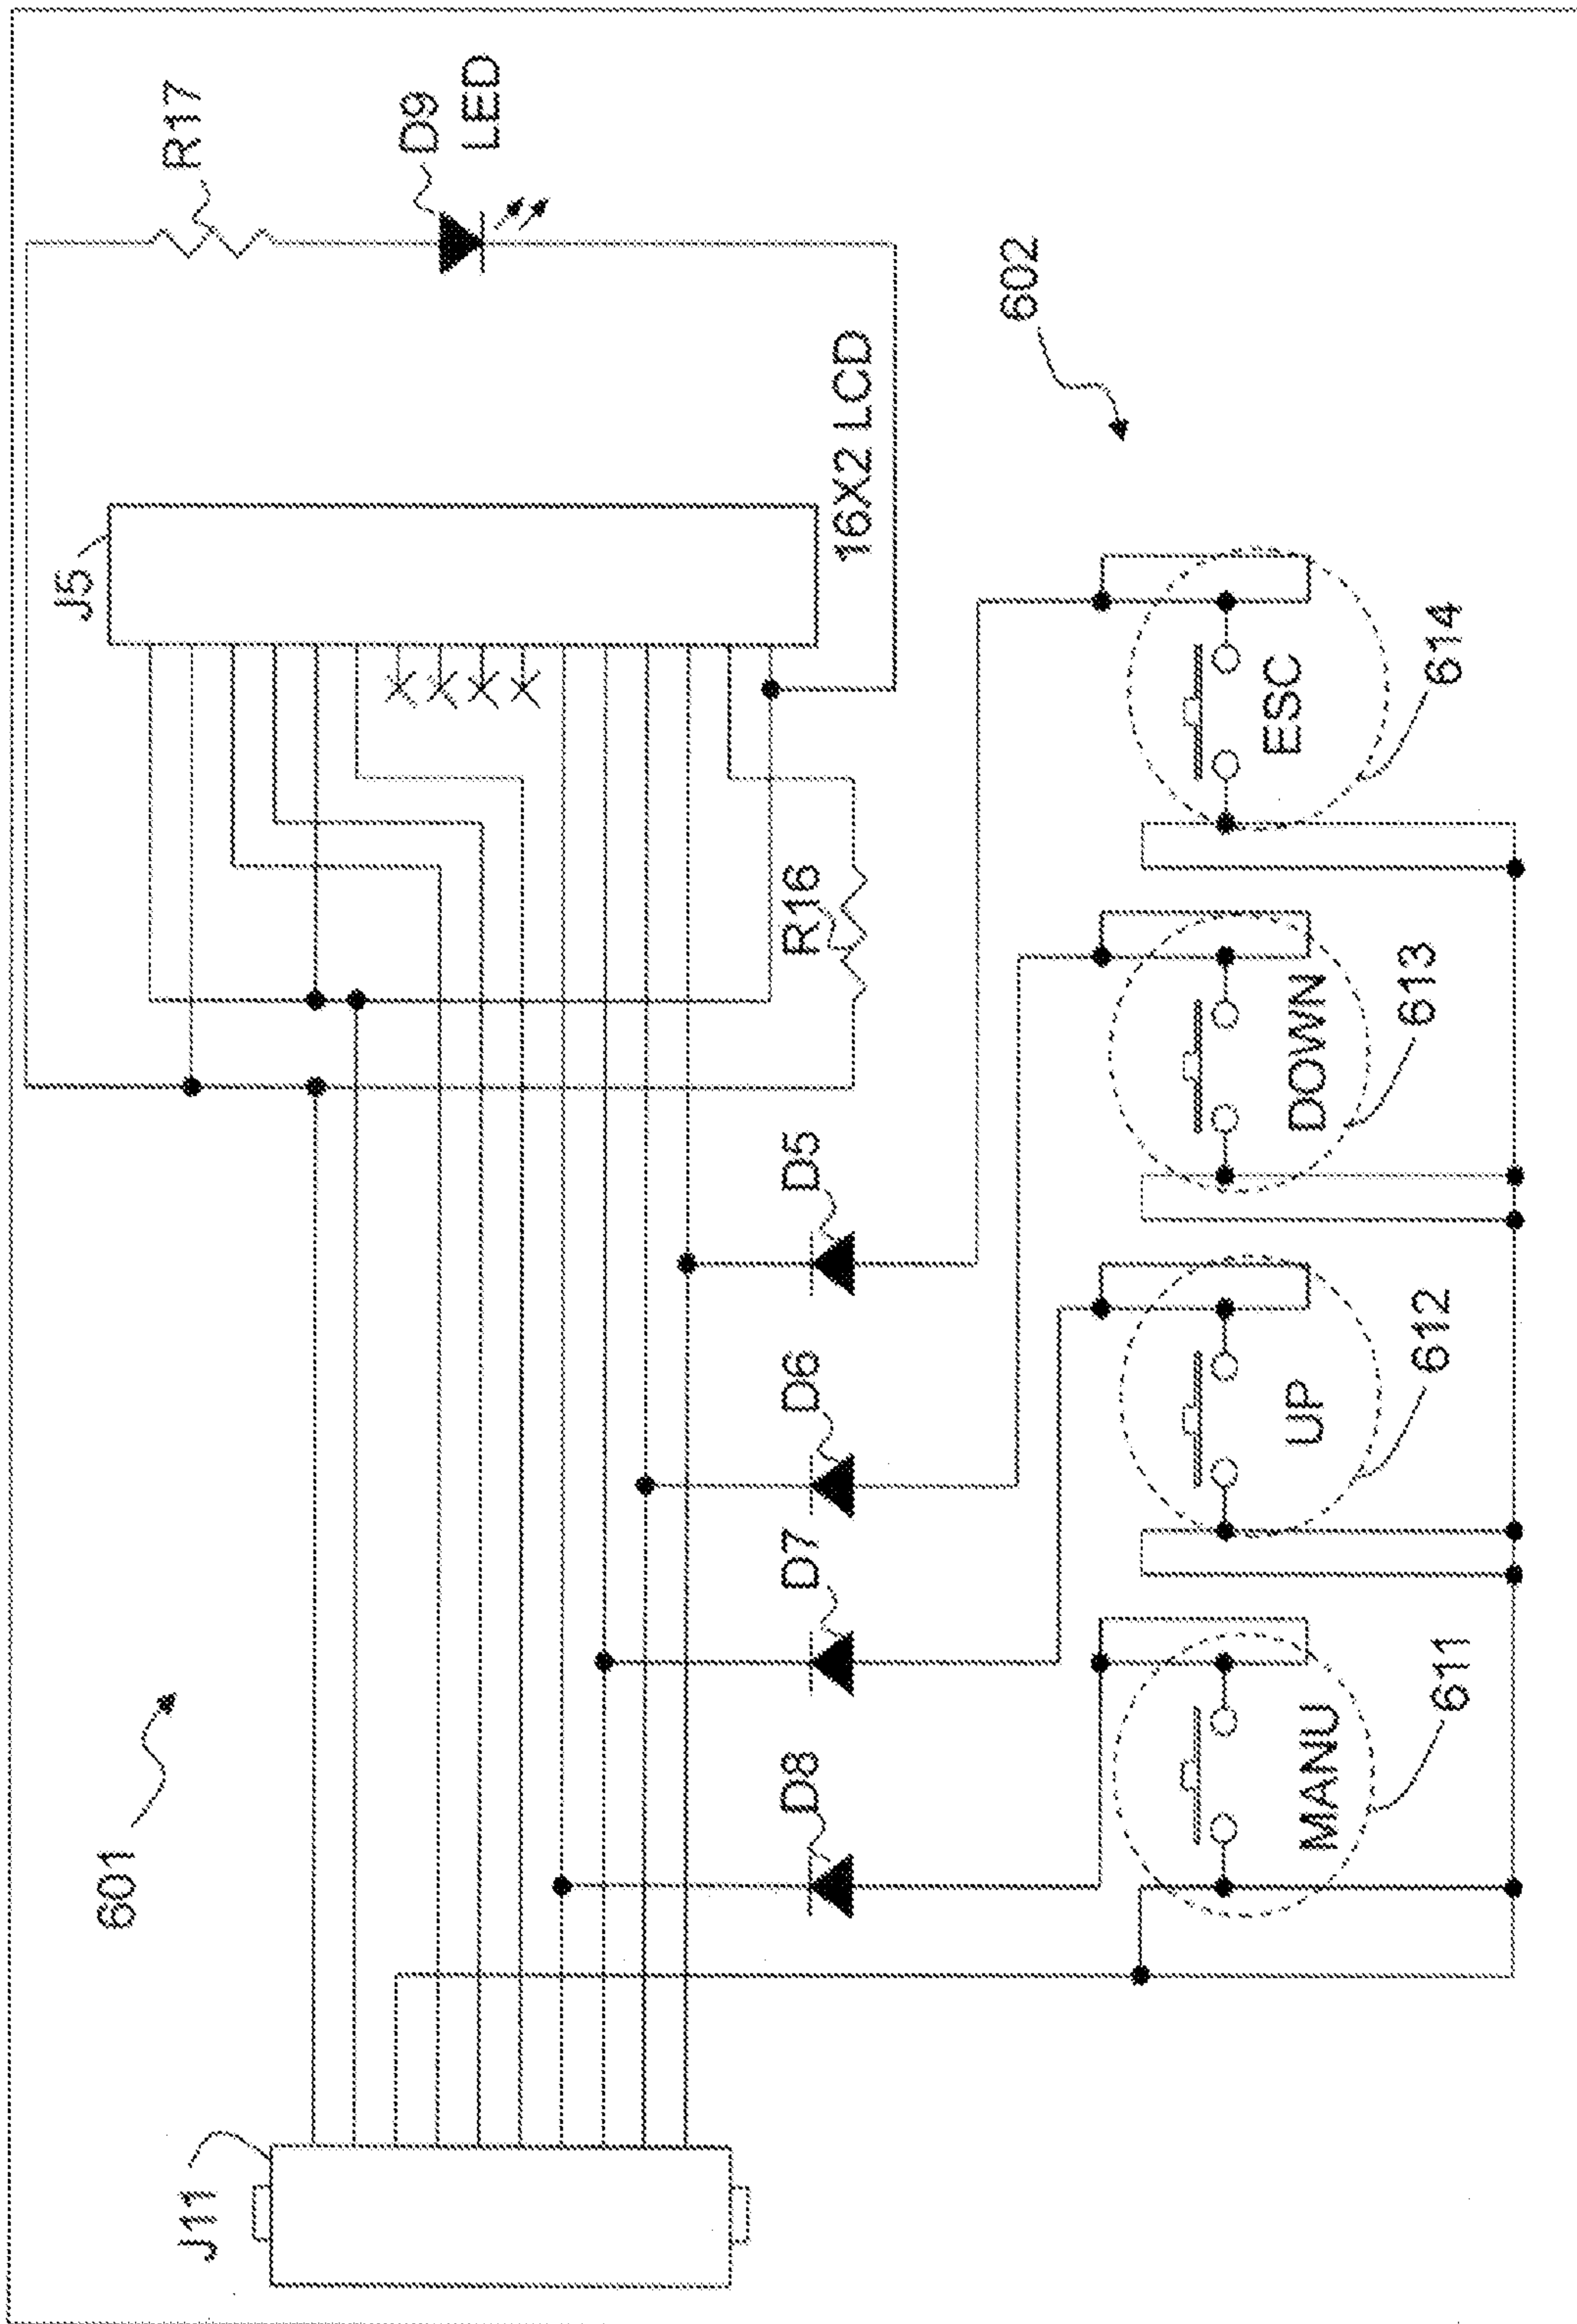 R17
D9
LED
J5
16X2 LCD
602
R16
D5
D6
D7
D8
ESC
614
DOWN
613
UP
612
MANU
611
601
J11